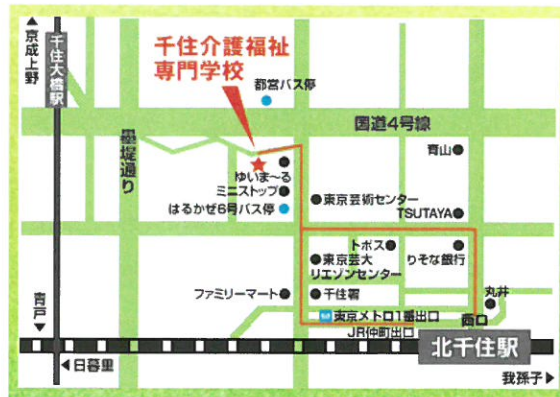 ▲京成上野
千住大橋駅
千住介護福祉
専門学校
都営バス停
国道4号線
墨堤通り
ゆいま〜る
ミニストップ
はるかぜ6号バス停
青山
東京芸術センター
TSUTAYA
トポス
東京芸大
リエゾンセンター
りそな銀行
ファミリーマート
千住署
丸井
東京メトロ1番出口
西口
JR仲町出口
北千住駅
青戸▼
◀日暮里
我孫子▶